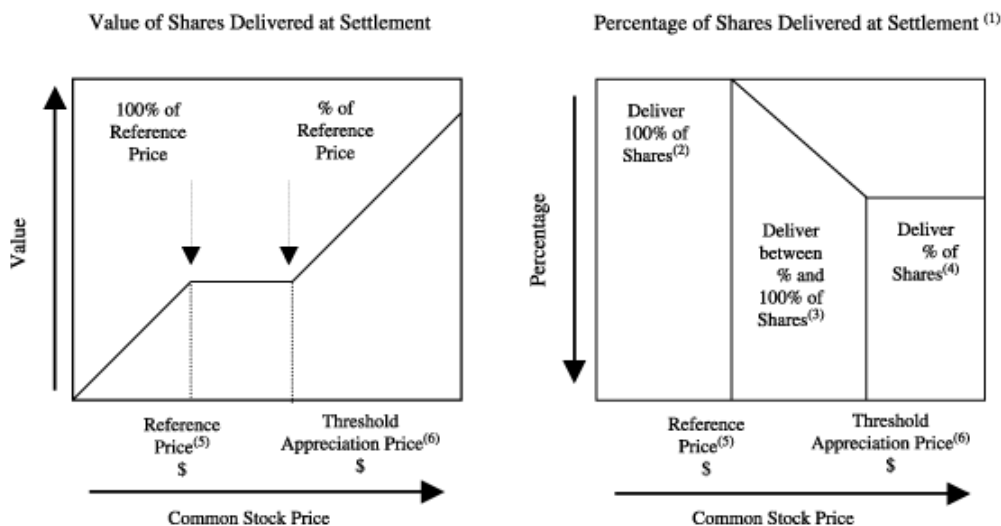 Value of Shares Delivered at Settlement
100% of
Reference
Price
% of
Reference
Price
Value
Reference
Price(5)
$
Threshold
Appreciation Price(6)
$
Common Stock Price
Percentage of Shares Delivered at Settlement (1)
Deliver
100% of
Shares(2)
Deliver
between
% and
100% of
Shares(3)
Deliver
% of
Shares(4)
Percentage
Reference
Price(5)
$
Threshold
Appreciation Price(6)
$
Common Stock Price